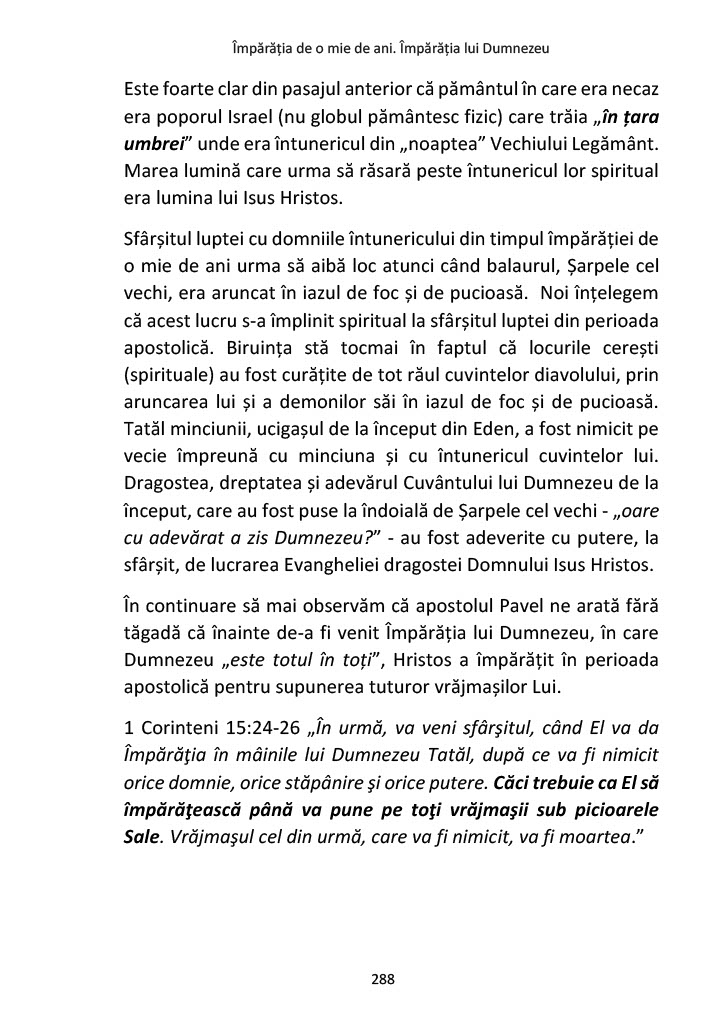 Împărăția de o mie de ani. Împărăția lui Dumnezeu
Este foarte clar din pasajul anterior că pământul în care era necaz
era poporul Israel (nu globul pământesc fizic) care trăia „în țara
umbrei” unde era întunericul din „noaptea” Vechiului Legământ.
Marea lumină care urma să răsară peste întunericul lor spiritual
era lumina lui Isus Hristos.
Sfârșitul luptei cu domniile întunericului din timpul împărăției de
o mie de ani urma să aibă loc atunci când balaurul, Șarpele cel
vechi, era aruncat în iazul de foc și de pucioasă.  Noi înțelegem
că acest lucru s-a împlinit spiritual la sfârșitul luptei din perioada
apostolică. Biruința stă tocmai în faptul că locurile cerești
(spirituale) au fost curățite de tot răul cuvintelor diavolului, prin
aruncarea lui și a demonilor săi în iazul de foc și de pucioasă.
Tatăl minciunii, ucigașul de la început din Eden, a fost nimicit pe
vecie împreună cu minciuna și cu întunericul cuvintelor lui.
Dragostea, dreptatea și adevărul Cuvântului lui Dumnezeu de la
început, care au fost puse la îndoială de Șarpele cel vechi - „oare
cu adevărat a zis Dumnezeu?” - au fost adeverite cu putere, la
sfârșit, de lucrarea Evangheliei dragostei Domnului Isus Hristos.
În continuare să mai observăm că apostolul Pavel ne arată fără
tăgadă că înainte de-a fi venit Împărăția lui Dumnezeu, în care
Dumnezeu „este totul în toți”, Hristos a împărățit în perioada
apostolică pentru supunerea tuturor vrăjmașilor Lui.
1 Corinteni 15:24-26 „În urmă, va veni sfârşitul, când El va da
Împărăţia în mâinile lui Dumnezeu Tatăl, după ce va fi nimicit
orice domnie, orice stăpânire şi orice putere. Căci trebuie ca El să
împărăţească până va pune pe toţi vrăjmaşii sub picioarele
Sale. Vrăjmaşul cel din urmă, care va fi nimicit, va fi moartea.”
288